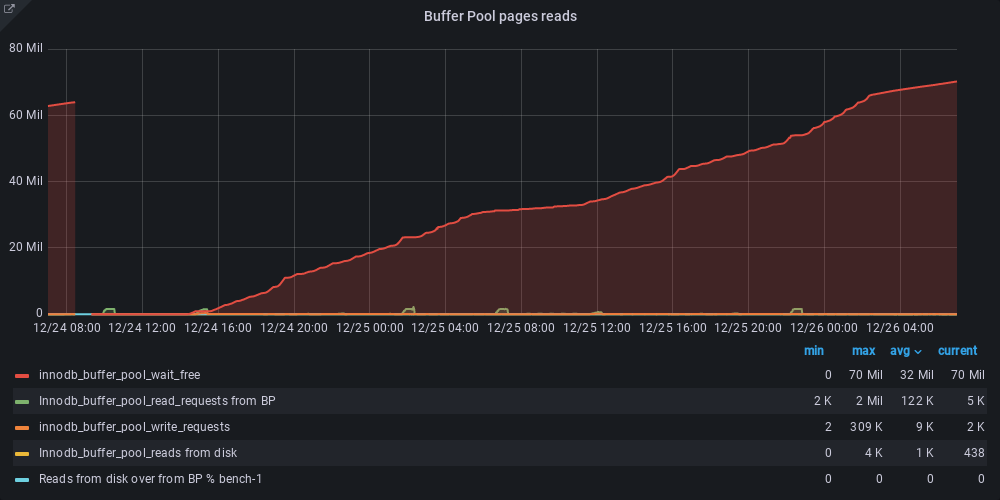 Buffer Pool pages reads
80 Mil
60 Mil
40 Mil
20 Mil
0
12/24 08:00 12/24 12:00 12/24 16:00 12/24 20:00 12/25 00:00 12/25 04:00 12/25 08:00 12/25 12:00 12/25 16:00 12/25 20:00 12/26 00:00 12/26 04:00
min max avg current
innodb_buffer_pool_wait_free 0 70 Mil 32 Mil 70 Mil
Innodb_buffer_pool_read_requests from BP 2 K 2 Mil 122 K 5 K
innodb_buffer_pool_write_requests 2 309 K 9 K 2 K
Innodb_buffer_pool_reads from disk 0 4 K 1 K 438
Reads from disk over from BP % bench-1 0 0 0 0